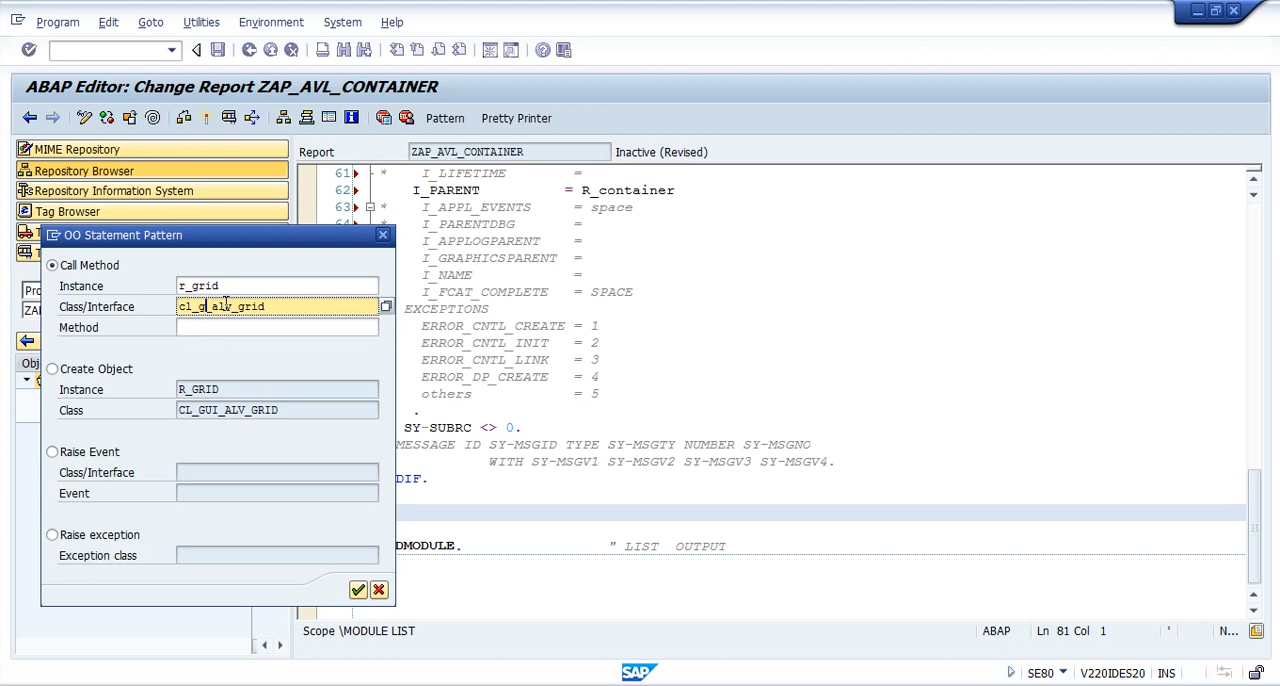 Program Edit Goto Utilities Environment System Help
ABAP Editor: Change Report ZAP_AVL_CONTAINER
Pattern Pretty Printer
MIME Repository
Repository Browser
Repository Information System
Tag Browser
Report ZAP_AVL_CONTAINER Inactive (Revised)
61 * I_LIFETIME =
62 I_PARENT = R_container
63 * I_APPL_EVENTS = space
I_PARENTDBG =
I_APPLOGPARENT =
I_GRAPHICSPARENT =
I_NAME =
I_FCAT_COMPLETE = SPACE
EXCEPTIONS
ERROR_CNTL_CREATE = 1
ERROR_CNTL_INIT = 2
ERROR_CNTL_LINK = 3
ERROR_DP_CREATE = 4
others = 5
.
SY-SUBRC <> 0.
MESSAGE ID SY-MSGID TYPE SY-MSGTY NUMBER SY-MSGNO
WITH SY-MSGV1 SY-MSGV2 SY-MSGV3 SY-MSGV4.
DIF.
DMODULE. " LIST OUTPUT
OO Statement Pattern
Call Method
Instance r_grid
Class/Interface cl_g_alv_grid
Method
Create Object
Instance R_GRID
Class CL_GUI_ALV_GRID
Raise Event
Class/Interface
Event
Raise exception
Exception class
Scope \MODULE LIST ABAP Ln 81 Col 1 ' N...
SAP SE80 V220IDES20 INS